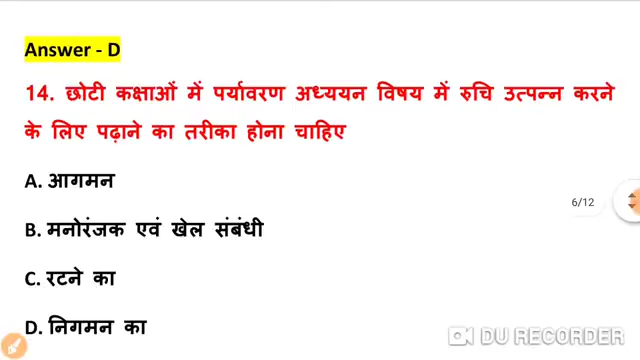 Answer - D
14. छोटी कक्षाओं में पर्यावरण अध्ययन विषय में रुचि उत्पन्न करने
के लिए पढ़ाने का तरीका होना चाहिए
A. आगमन
6/12
B. मनोरंजक एवं खेल संबंधी
C. रटने का
D. निगमन का
DU RECORDER